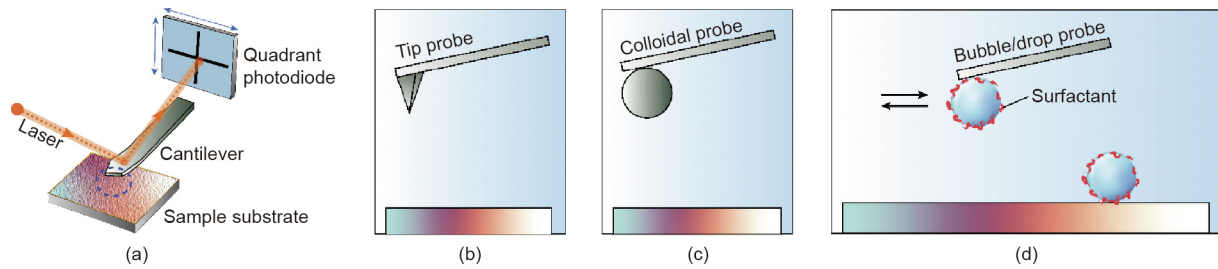 Quadrant
photodiode
Laser
Cantilever
Sample substrate
(a)
Tip probe
(b)
Colloidal probe
(c)
Bubble/drop probe
Surfactant
(d)